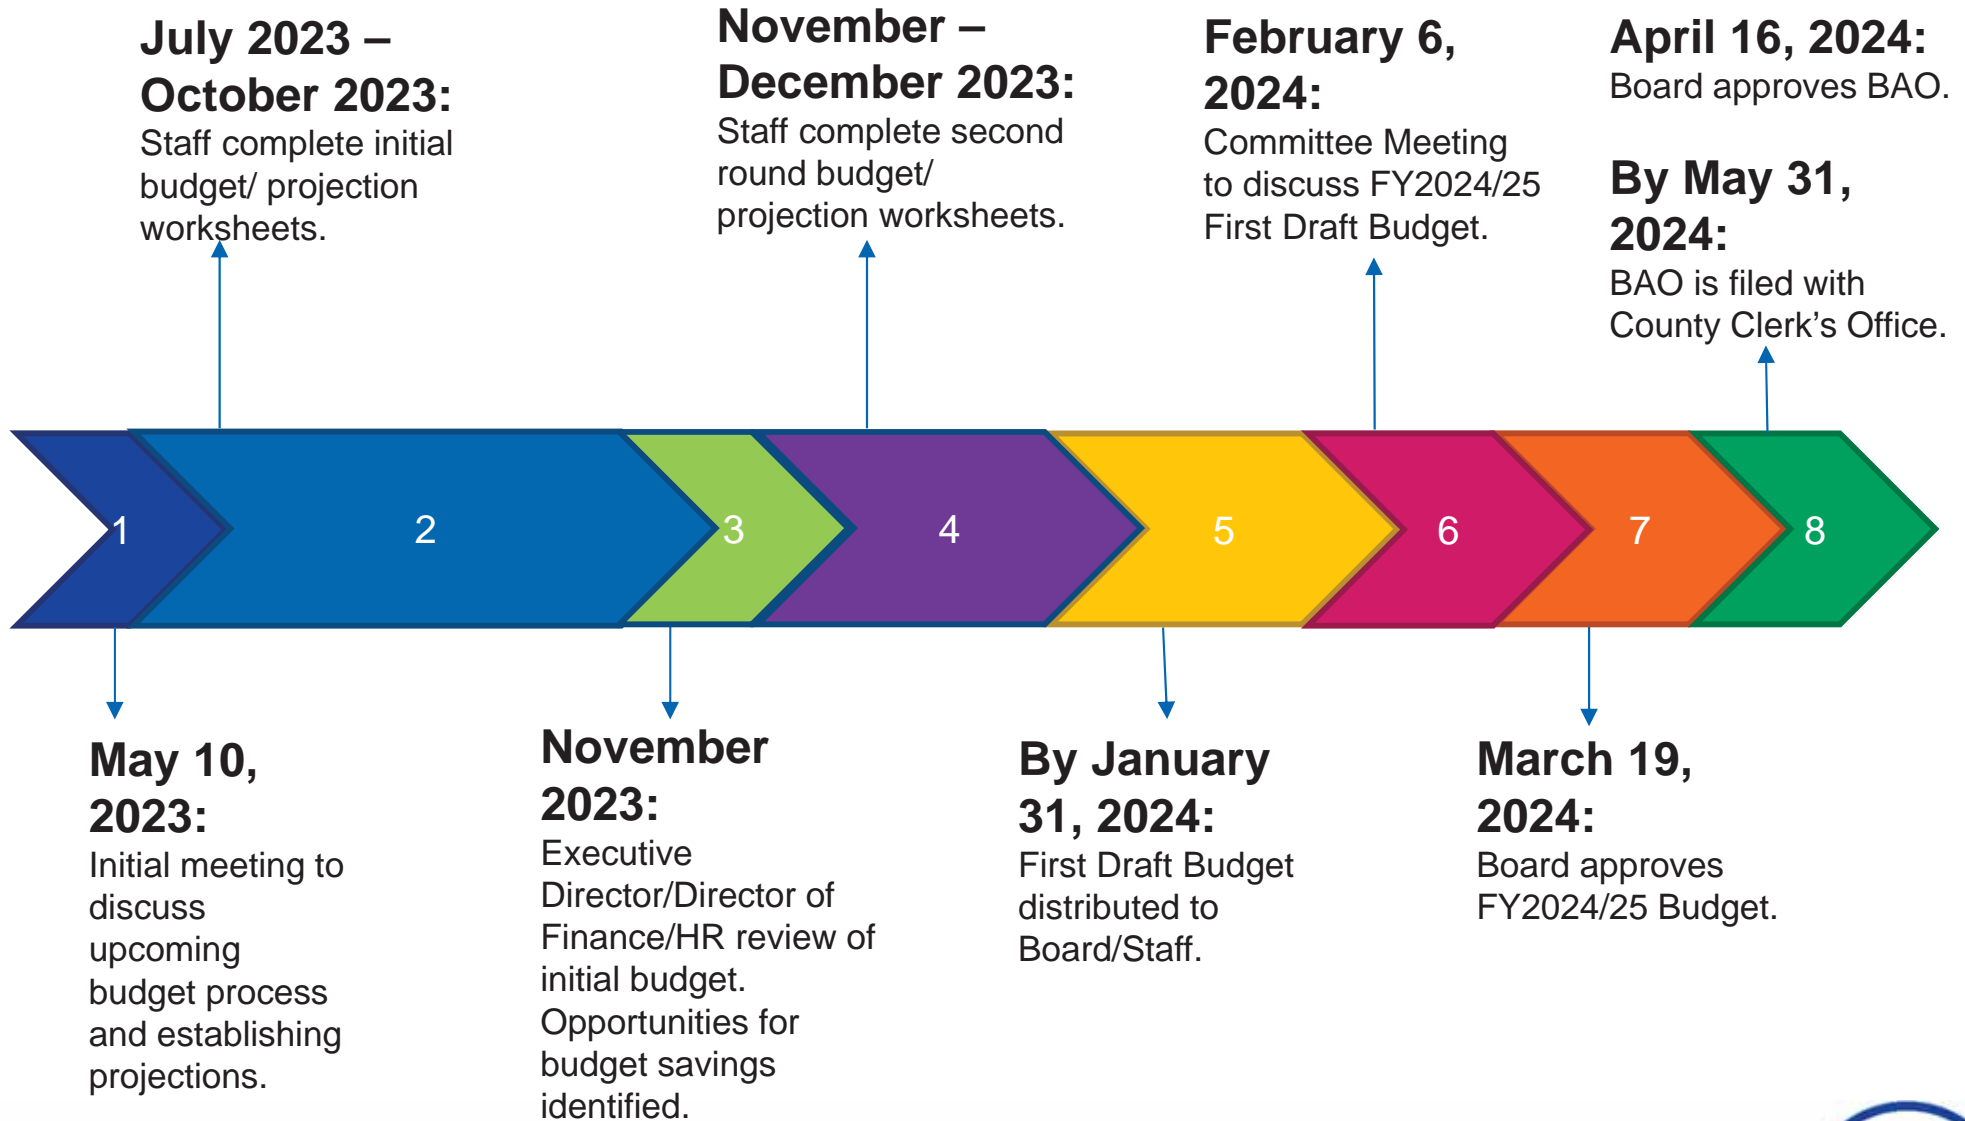 July 2023 –
October 2023:
Staff complete initial
budget/ projection
worksheets.
November –
December 2023:
Staff complete second
round budget/
projection worksheets.
February 6,
2024:
Committee Meeting
to discuss FY2024/25
First Draft Budget.
April 16, 2024:
Board approves BAO.
By May 31,
2024:
BAO is filed with
County Clerk’s Office.
1
2
3
4
5
6
7
8
May 10,
2023:
Initial meeting to
discuss
upcoming
budget process
and establishing
projections.
November
2023:
Executive
Director/Director of
Finance/HR review of
initial budget.
Opportunities for
budget savings
identified.
By January
31, 2024:
First Draft Budget
distributed to
Board/Staff.
March 19,
2024:
Board approves
FY2024/25 Budget.